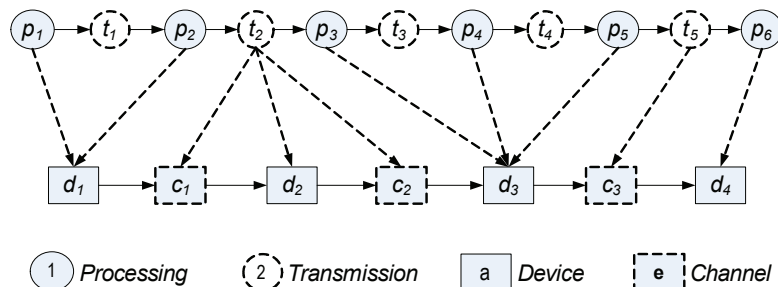 p1 t1 p2 t2 p3 t3 p4 t4 p5 t5 p6
d1 c1 d2 c2 d3 c3 d4
1 Processing 2 Transmission a Device e Channel